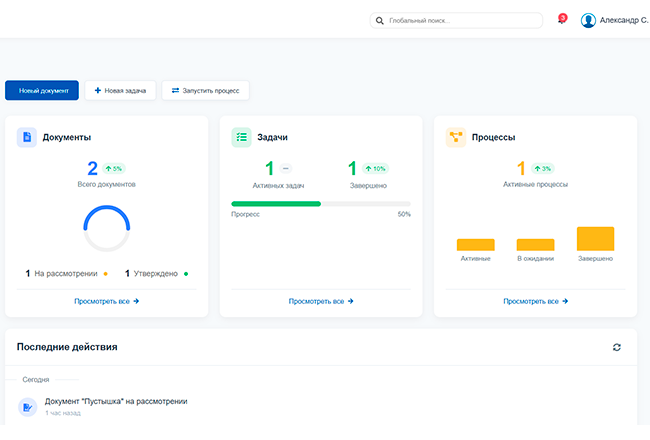 Глобальный поиск...
3
Александр С.
Новый документ
Новая задача
Запустить процесс
Документы
2
5%
Всего документов
1 На рассмотрении
1 Утверждено
Просмотреть все
Задачи
1
Активных задач
1
10%
Завершено
Прогресс
50%
Просмотреть все
Процессы
1
3%
Активные процессы
Активные
В ожидании
Завершено
Просмотреть все
Последние действия
Сегодня
Документ "Пустышка" на рассмотрении
1 час назад